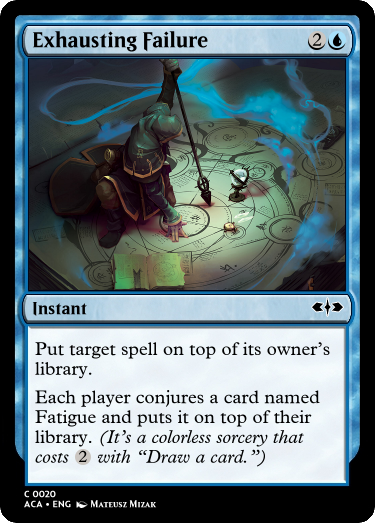 Exhausting Failure 2
Instant
Put target spell on top of its owner's
library.
Each player conjures a card named
Fatigue and puts it on top of their
library. (It's a colorless sorcery that
costs 2 with “Draw a card.”)
C 0020
ACA • ENG Mateusz Mizak